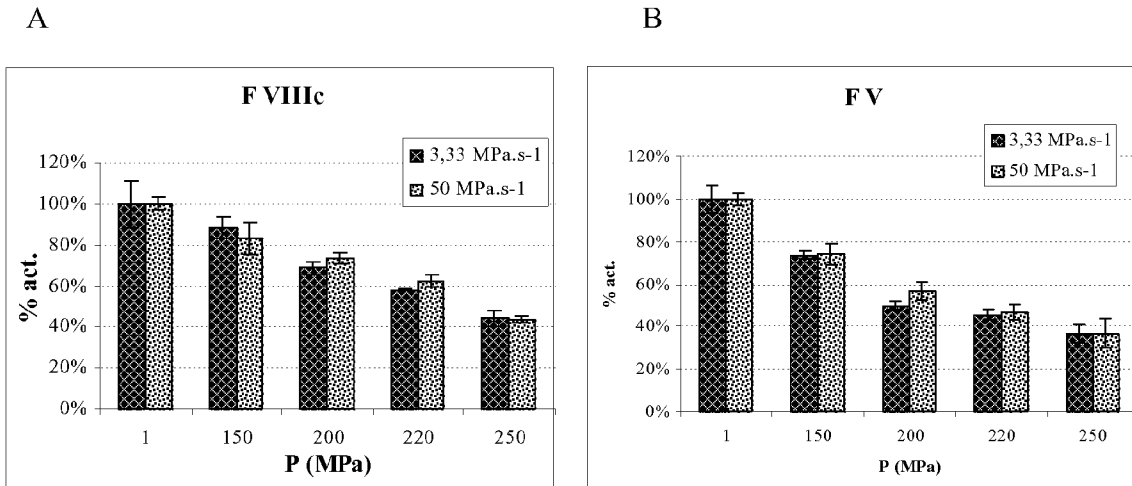 A
F VIIIc
3,33 MPa.s-1
50 MPa.s-1
120%
100%
80%
60%
40%
20%
0%
% act.
1 150 200 220 250
P (MPa)
B
F V
3,33 MPa.s-1
50 MPa.s-1
120%
100%
80%
60%
40%
20%
0%
% act.
1 150 200 220 250
P (MPa)